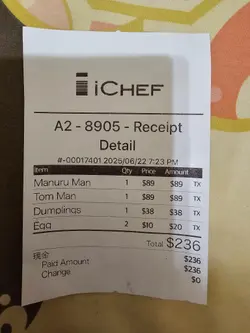 iCHEF
A2 - 8905 - Receipt
Detail
#-00017401 2025/06/22 7:23 PM
Item Qty Price Amount
Manuru Man 1 $89 $89 TX
Tom Man 1 $89 $89 TX
Dumplings 1 $38 $38 TX
Egg 2 $10 $20 TX
Total $236
現金 $236
Paid Amount $236
Change $0